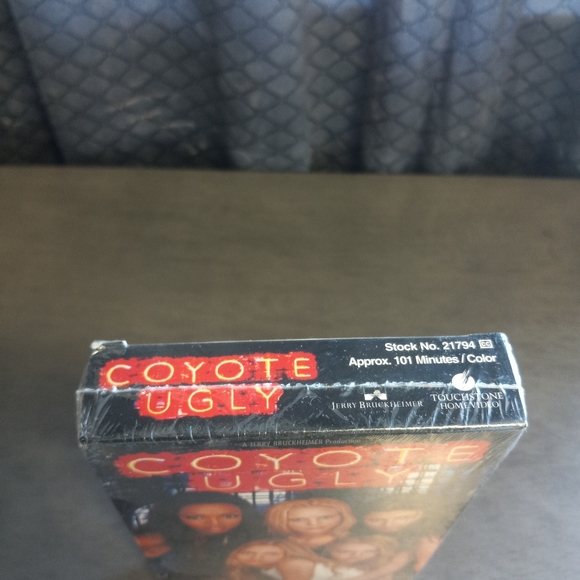 COYOTE
UGLY
Stock No. 21794 CC
Approx. 101 Minutes / Color
JERRY BRUCKHEIMER
TOUCHSTONE
HOME VIDEO
A JERRY BRUCKHEIMER Production
COYOTE
UGLY